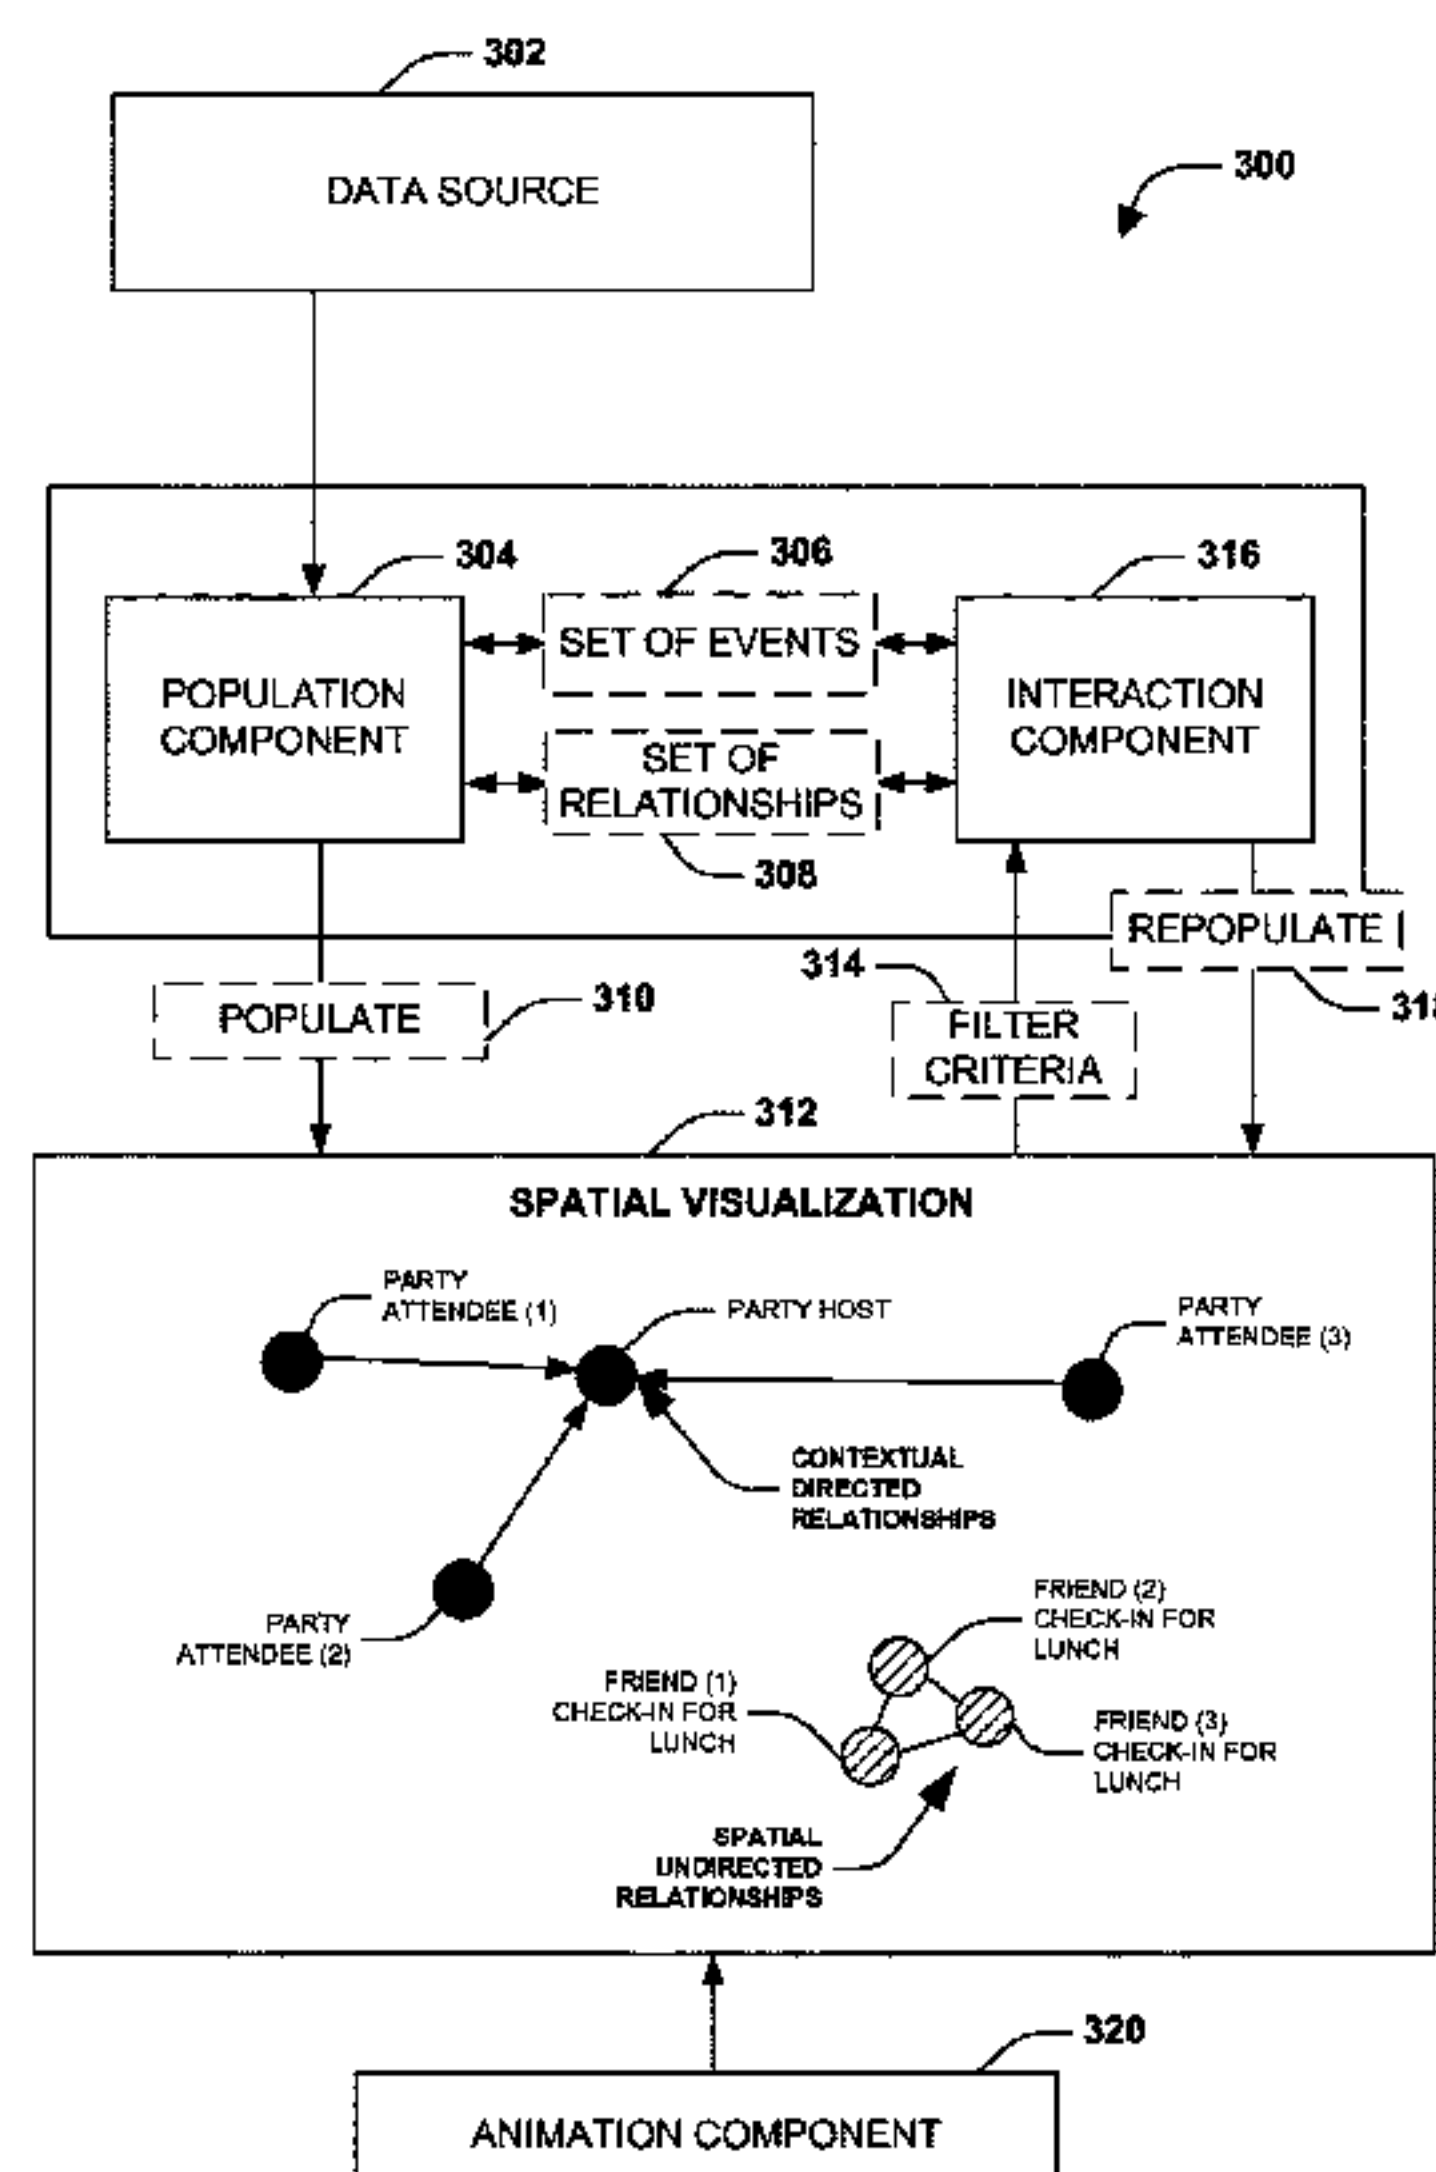 302
300
DATA SOURCE
304
306
316
SET OF EVENTS
POPULATION
COMPONENT
INTERACTION
COMPONENT
SET OF
RELATIONSHIPS
308
REPOPULATE
314
310
POPULATE
FILTER
CRITERIA
312
SPATIAL VISUALIZATION
PARTY
ATTENDEE (1)
PARTY HOST
PARTY
ATTENDEE (3)
CONTEXTUAL
DIRECTED
RELATIONSHIPS
PARTY
ATTENDEE (2)
FRIEND (2)
CHECK-IN FOR
LUNCH
FRIEND (1)
CHECK-IN FOR
LUNCH
FRIEND (3)
CHECK-IN FOR
LUNCH
SPATIAL
UNDIRECTED
RELATIONSHIPS
320
ANIMATION COMPONENT